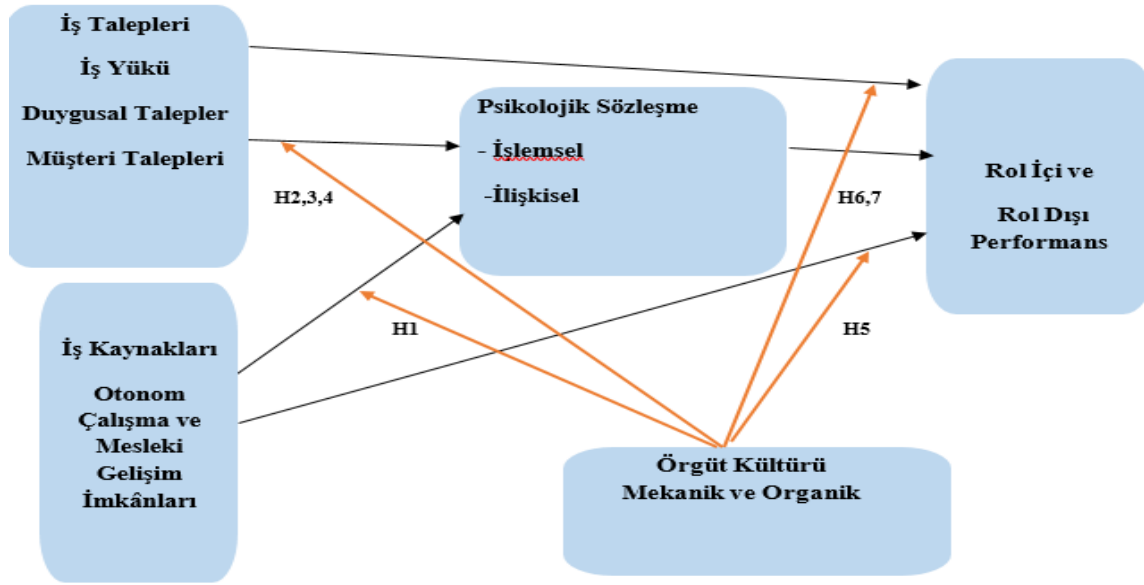 İş Talepleri
İş Yükü
Duygusal Talepler
Müşteri Talepleri
Psikolojik Sözleşme
- İşlemsel
-İlişkisel
Rol İçi ve
Rol Dışı
Performans
H2,3,4
H6,7
H1
H5
İş Kaynakları
Otonom
Çalışma ve
Mesleki
Gelişim
İmkânları
Örgüt Kültürü
Mekanik ve Organik